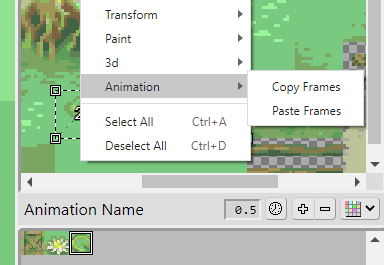 Transform
Paint
3d
Animation
Copy Frames
Paste Frames
Select All Ctrl+A
Deselect All Ctrl+D
Animation Name 0.5